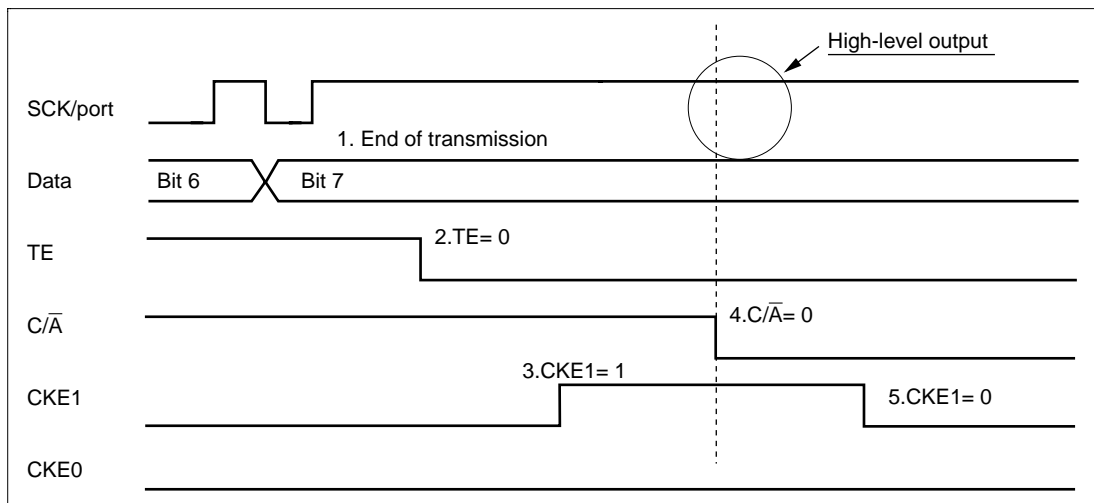 High-level output
SCK/port
1. End of transmission
Data
Bit 6
Bit 7
TE
2.TE= 0
C/A̅
4.C/A̅= 0
3.CKE1= 1
CKE1
5.CKE1= 0
CKE0